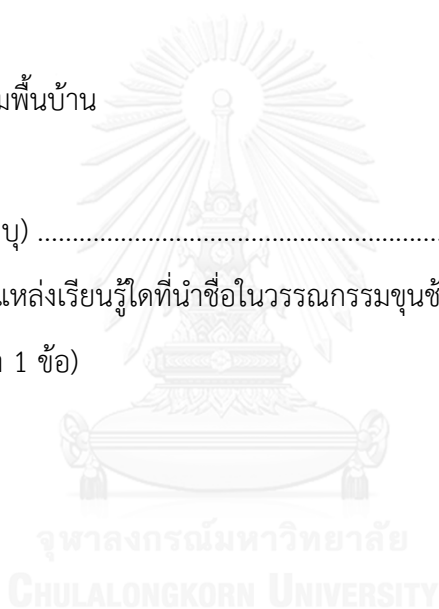 มพื้นบ้าน
บุ) ....................................................
แหล่งเรียนรู้ใดที่นำชื่อในวรรณกรรมขุนช้
า 1 ข้อ)
จุฬาลงกรณ์มหาวิทยาลัย
CHULALONGKORN UNIVERSITY